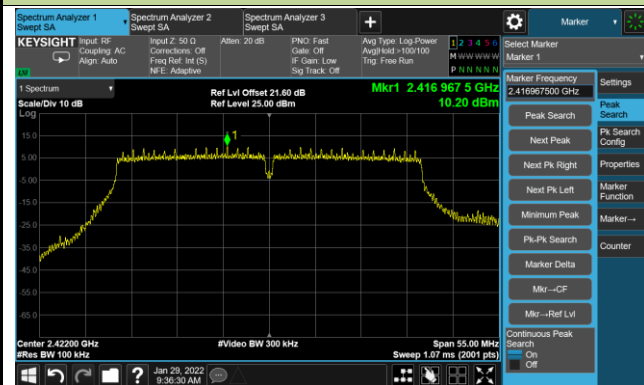 Spectrum Analyzer 1
Swept SA
Spectrum Analyzer 2
Swept SA
Spectrum Analyzer 3
Swept SA
+
Marker
KEYSIGHT
Input: RF
Coupling: AC
Align: Auto
Input Z: 50 Ω
Corrections: Off
Freq Ref: Int (S)
NFE: Adaptive
Atten: 20 dB
PNO: Fast
Gate: Off
IF Gain: Low
Sig Track: Off
Avg Type: Log-Power
Avg|Hold:>100/100
Trig: Free Run
1 2 3 4 5 6
M W W W W W
P N N N N N
LVI
Select Marker
Marker 1
1 Spectrum
Scale/Div 10 dB
Ref Lvl Offset 21.60 dB
Ref Level 25.00 dBm
Mkr1 2.416 967 5 GHz
10.20 dBm
Log
15.0
5.00
-5.00
-15.0
-25.0
-35.0
-45.0
-55.0
-65.0
1
Center 2.42200 GHz
#Res BW 100 kHz
#Video BW 300 kHz
Span 55.00 MHz
Sweep 1.07 ms (2001 pts)
Marker Frequency
2.416967500 GHz
Peak Search
Next Peak
Next Pk Right
Next Pk Left
Minimum Peak
Pk-Pk Search
Marker Delta
Mkr→CF
Mkr→Ref Lvl
Continuous Peak
Search
On
Off
Settings
Peak
Search
Pk Search
Config
Properties
Marker
Function
Marker→
Counter
?
Jan 29, 2022
9:36:30 AM